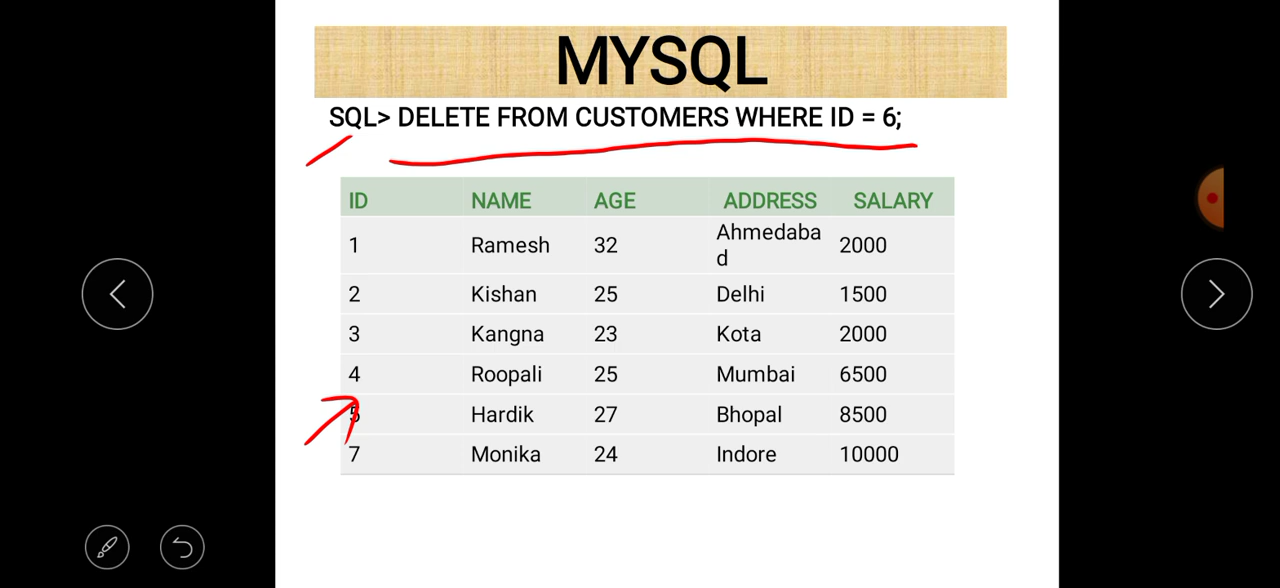 MYSQL
SQL> DELETE FROM CUSTOMERS WHERE ID = 6;
ID NAME AGE ADDRESS SALARY
1 Ramesh 32 Ahmedaba
d 2000
2 Kishan 25 Delhi 1500
3 Kangna 23 Kota 2000
4 Roopali 25 Mumbai 6500
5 Hardik 27 Bhopal 8500
7 Monika 24 Indore 10000